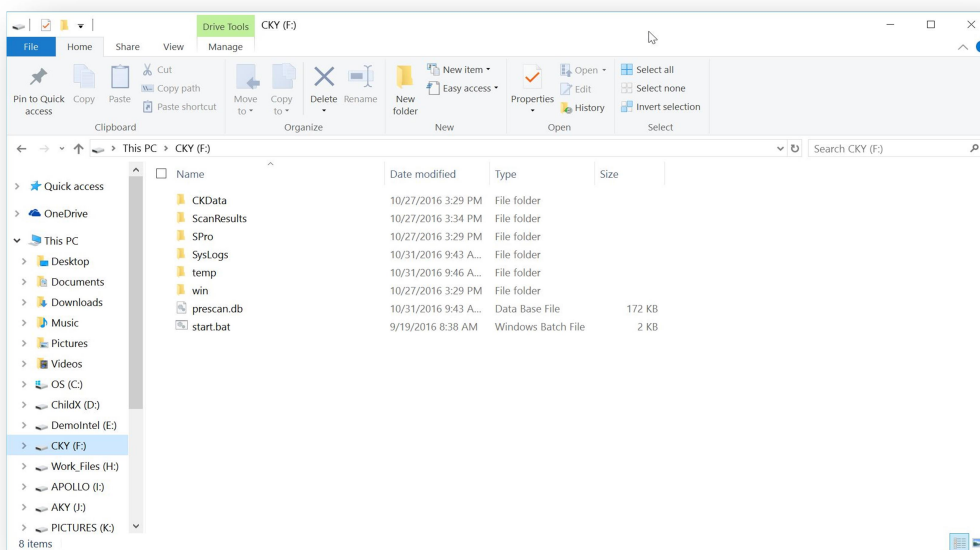 Drive Tools CKY (F:)
File Home Share View Manage
Pin to Quick access
Copy
Paste
Cut
Copy path
Paste shortcut
Clipboard
Move to
Copy to
Delete
Rename
Organize
New folder
New item
Easy access
New
Properties
Open
Edit
History
Open
Select all
Select none
Invert selection
Select
This PC > CKY (F:)
Search CKY (F:)
Quick access
OneDrive
This PC
Desktop
Documents
Downloads
Music
Pictures
Videos
OS (C:)
ChildX (D:)
DemoIntel (E:)
CKY (F:)
Work_Files (H:)
APOLLO (I:)
AKY (J:)
PICTURES (K:)
Name Date modified Type Size
CKData 10/27/2016 3:29 PM File folder
ScanResults 10/27/2016 3:34 PM File folder
SPro 10/27/2016 3:29 PM File folder
SysLogs 10/31/2016 9:43 A... File folder
temp 10/31/2016 9:46 A... File folder
win 10/27/2016 3:29 PM File folder
prescan.db 10/31/2016 9:43 A... Data Base File 172 KB
start.bat 9/19/2016 8:38 AM Windows Batch File 2 KB
8 items